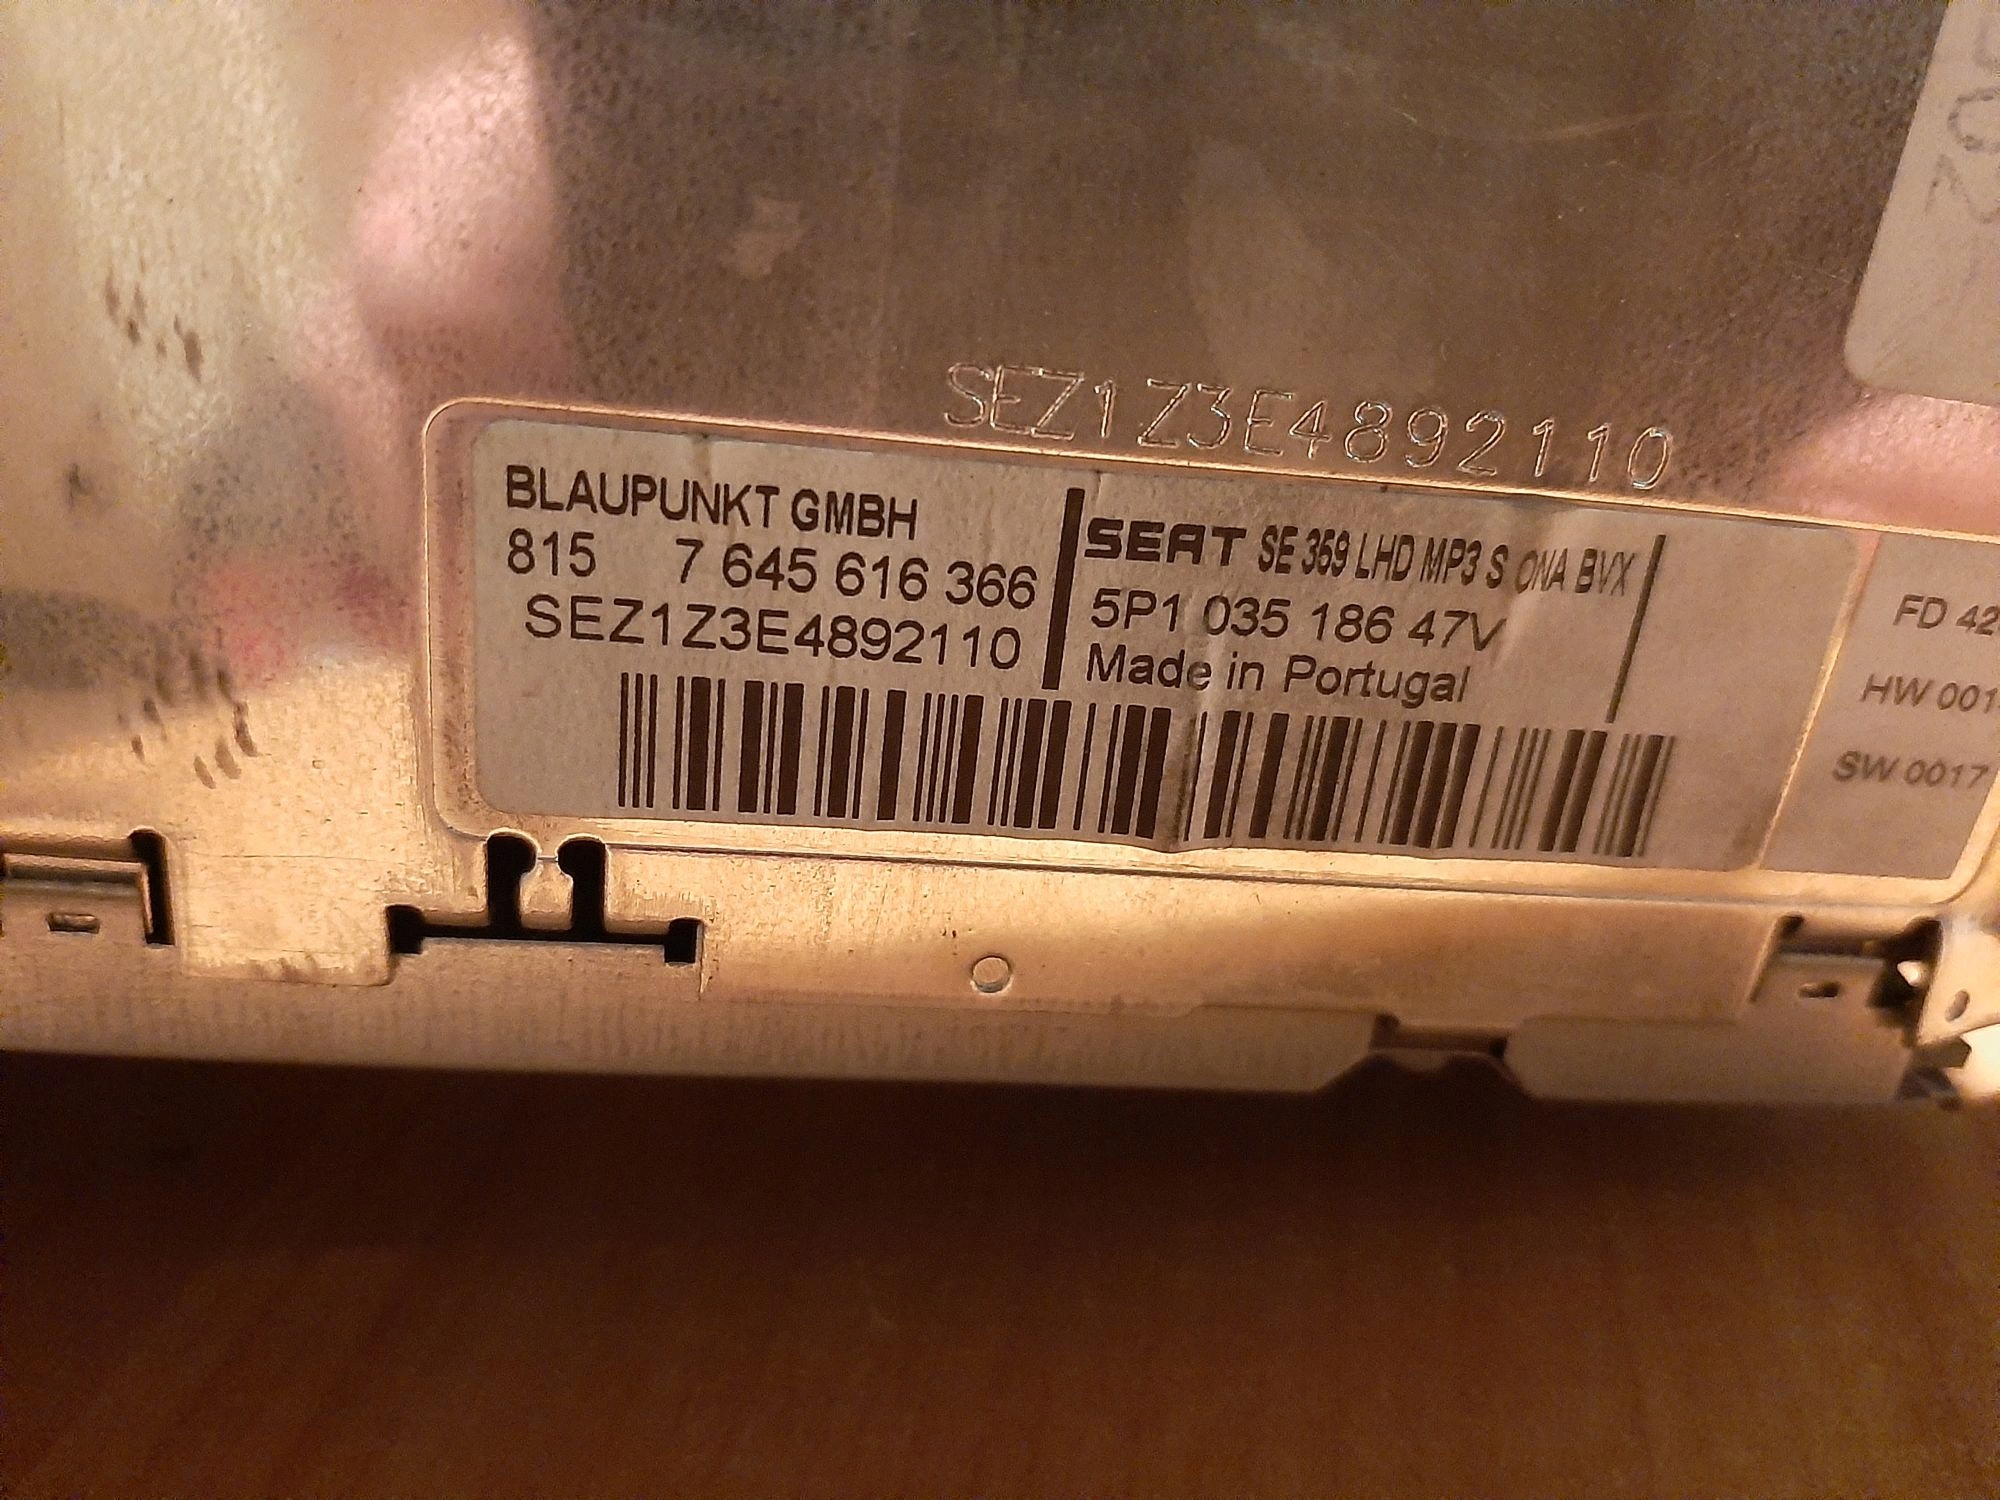 SEZ1Z3E4892110
BLAUPUNKT GMBH
815 7 645 616 366
SEZ1Z3E4892110
SEAT SE 359 LHD MP3 S ONA BVX
5P1 035 186 47V
Made in Portugal
FD 42
HW 001
SW 0017